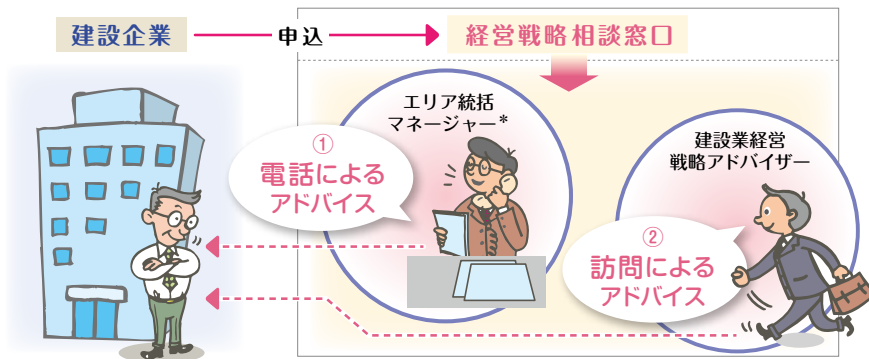 建設企業
申込
経営戦略相談窓口
エリア統括
マネージャー*
①
電話による
アドバイス
建設業経営
戦略アドバイザー
②
訪問による
アドバイス